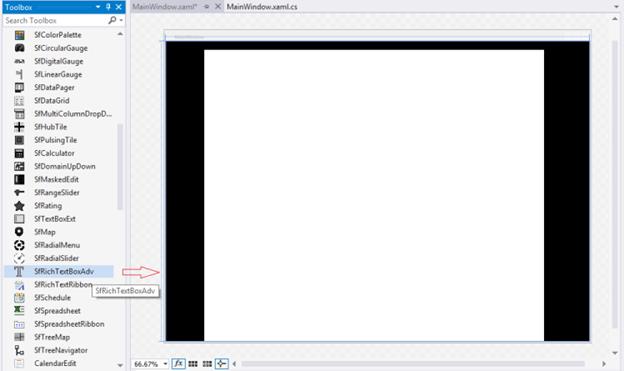 Toolbox
Search Toolbox
SfColorPalette
SfCircularGauge
SfDigitalGauge
SfLinearGauge
SfDataPager
SfDataGrid
SfMultiColumnDropD...
SfHubTile
SfPulsingTile
SfCalculator
SfDomainUpDown
SfMaskedEdit
SfRangeSlider
SfRating
SfTextBoxExt
SfMap
SfRadialMenu
SfRadialSlider
SfRichTextBoxAdv
SfRichTextRibbon
SfRichTextBoxAdv
SfSchedule
SfSpreadsheet
SfSpreadsheetRibbon
SfTreeMap
SfTreeNavigator
CalendarEdit
MainWindow.xaml*
MainWindow.xaml.cs
MainWindow
66.67%
fx